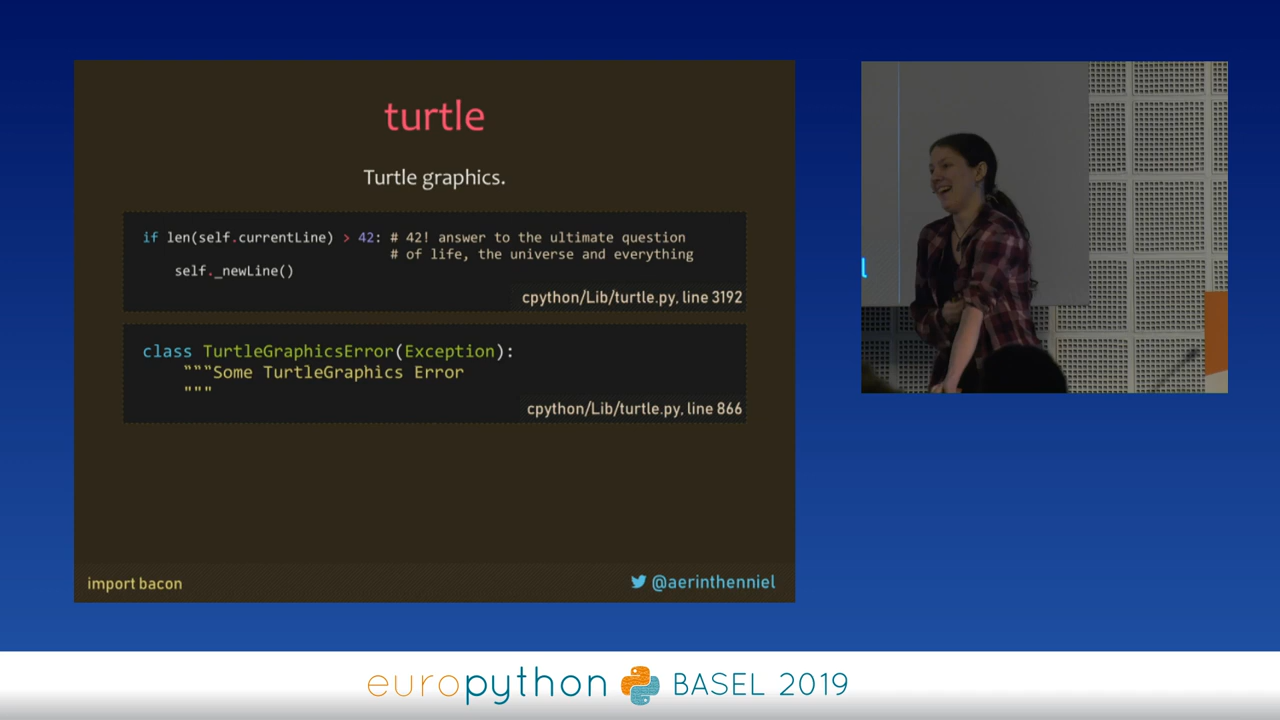 turtle
Turtle graphics.
if len(self.currentLine) > 42: # 42! answer to the ultimate question
# of life, the universe and everything
self._newLine()
cpython/Lib/turtle.py, line 3192
class TurtleGraphicsError(Exception):
"""Some TurtleGraphics Error
"""
cpython/Lib/turtle.py, line 866
import bacon
@aerinthenniel
l
europython BASEL 2019